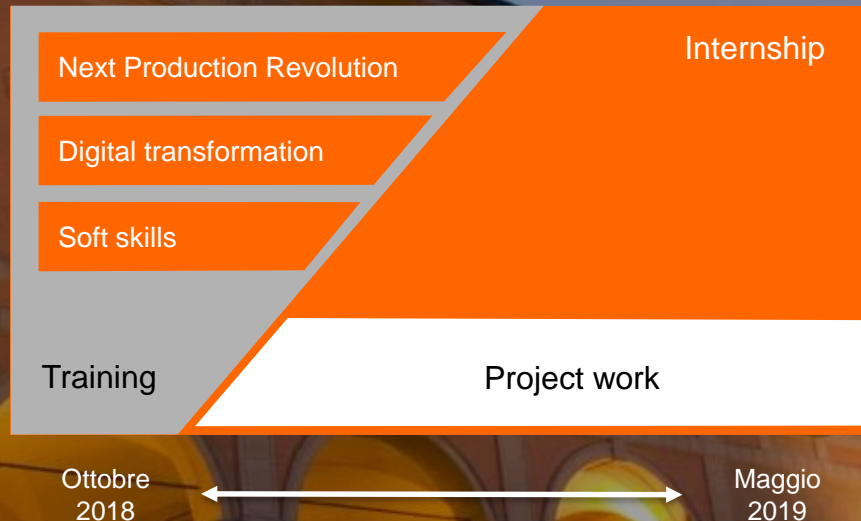 Internship
Next Production Revolution
Digital transformation
Soft skills
Training
Project work
Ottobre
2018
Maggio
2019